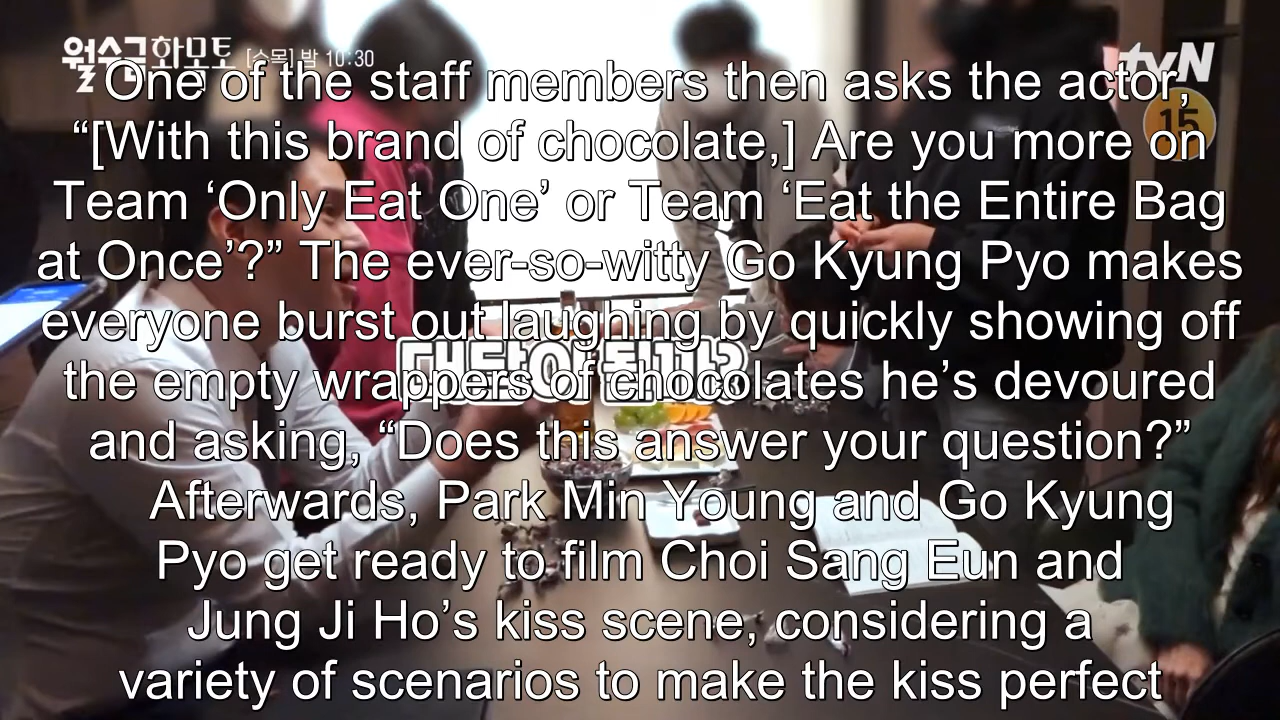 월수금화목토 [수목] 밤 10:30
tvN
15
One of the staff members then asks the actor,
“[With this brand of chocolate,] Are you more on
Team ‘Only Eat One’ or Team ‘Eat the Entire Bag
at Once’?” The ever-so-witty Go Kyung Pyo makes
everyone burst out laughing by quickly showing off
the empty wrappers of chocolates he’s devoured
and asking, “Does this answer your question?”
Afterwards, Park Min Young and Go Kyung
Pyo get ready to film Choi Sang Eun and
Jung Ji Ho’s kiss scene, considering a
variety of scenarios to make the kiss perfect